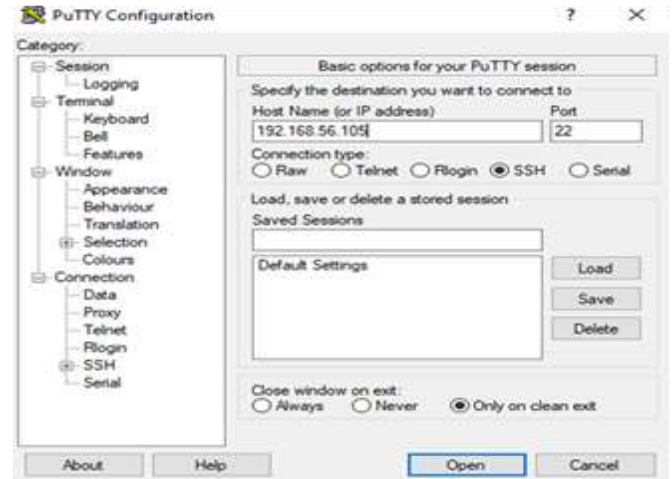 PuTTY Configuration ? ×
Category:
Session
Logging
Terminal
Keyboard
Bell
Features
Window
Appearance
Behaviour
Translation
Selection
Colours
Connection
Data
Proxy
Telnet
Rlogin
SSH
Serial
Basic options for your PuTTY session
Specify the destination you want to connect to
Host Name (or IP address) Port
192.168.56.105 22
Connection type:
Raw Telnet Rlogin SSH Serial
Load, save or delete a stored session
Saved Sessions
Default Settings
Load
Save
Delete
Close window on exit:
Always Never Only on clean exit
About Help Open Cancel